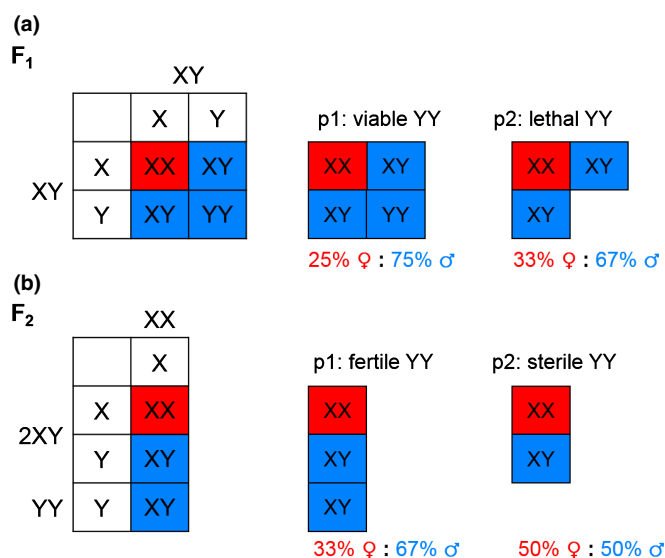 (a)
F1
XY
X Y
X XX XY
XY
Y XY YY
p1: viable YY
XX XY
XY YY
25% ♀ : 75% ♂
p2: lethal YY
XX XY
XY
33% ♀ : 67% ♂
(b)
F2
XX
X
X XX
2XY
Y XY
YY Y XY
p1: fertile YY
XX
XY
XY
33% ♀ : 67% ♂
p2: sterile YY
XX
XY
50% ♀ : 50% ♂